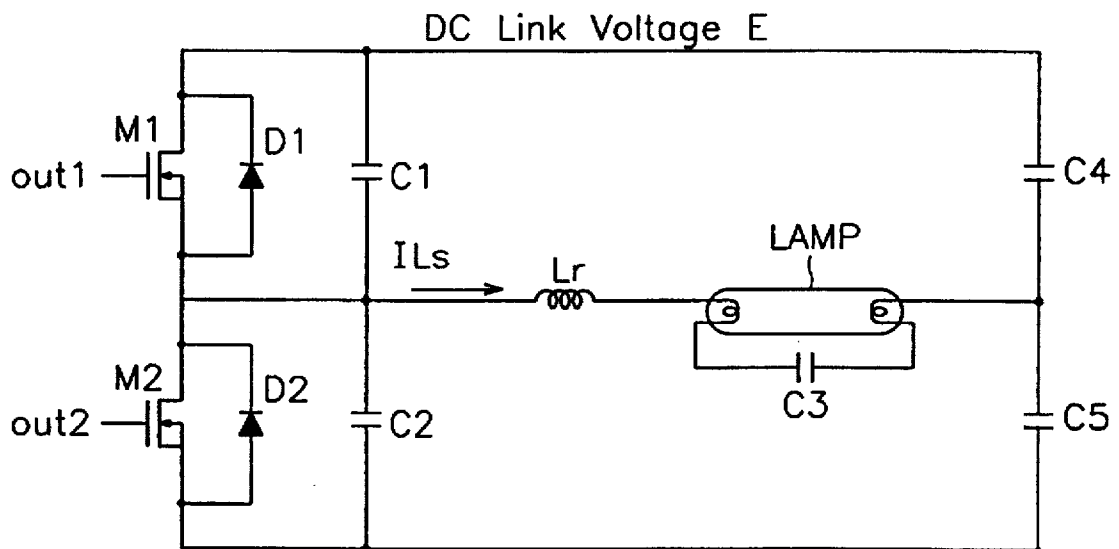 DC Link Voltage E
M1
D1
out1
C1
C4
LAMP
ILs
Lr
M2
D2
out2
C2
C3
C5